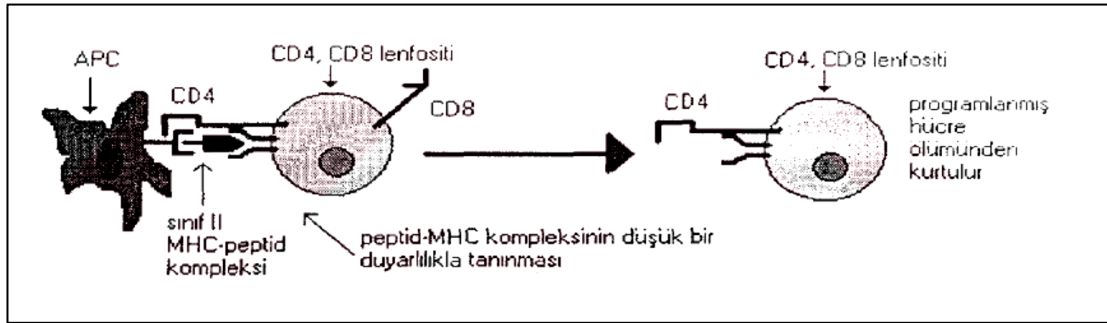 APC
CD4
CD4, CD8 lenfositi
CD8
sınıf II
MHC-peptid
kompleksi
peptid-MHC kompleksinin düşük bir
duyarlılıkla tanınması
CD4
CD4, CD8 lenfositi
programlanmış
hücre
ölümünden
kurtulur